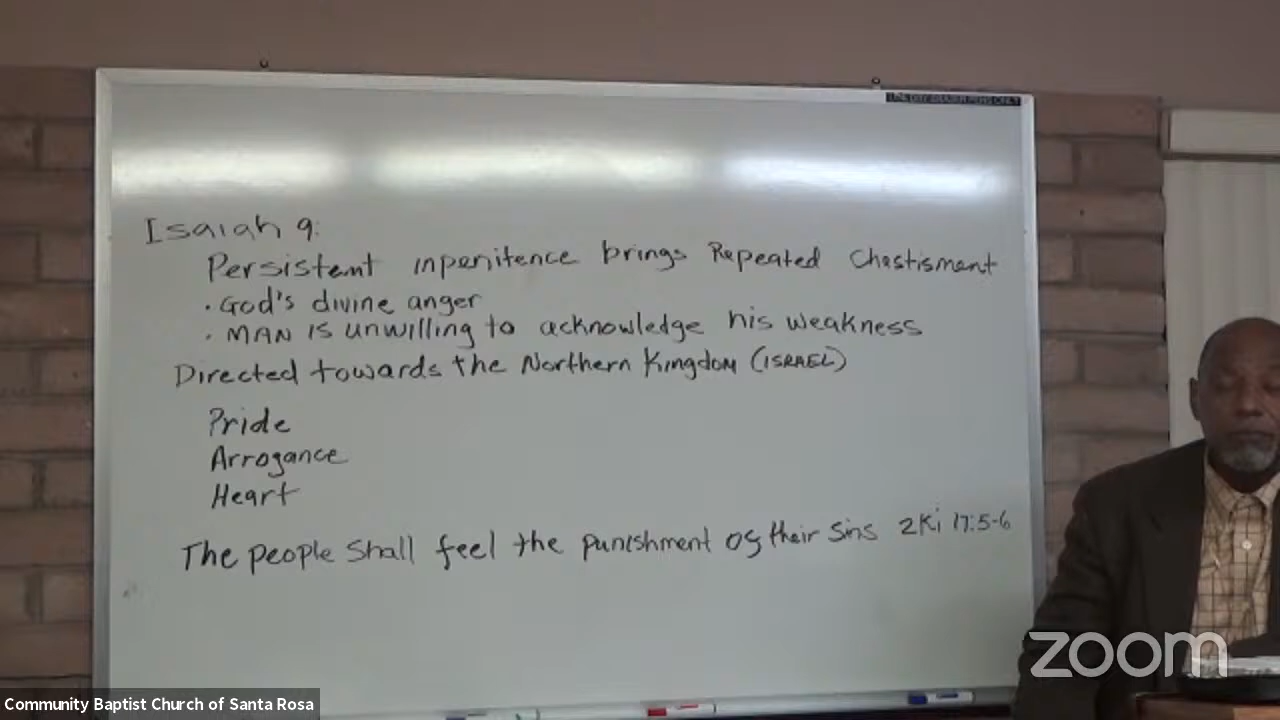 Isaiah 9:
Persistent inpenitence brings Repeated Chastisment
• God's divine anger
• MAN is unwilling to acknowledge his weakness
Directed towards the Northern Kingdom (ISRAEL)
Pride
Arrogance
Heart
The people shall feel the punishment of their sins 2Ki 17:5-6
zoom
Community Baptist Church of Santa Rosa